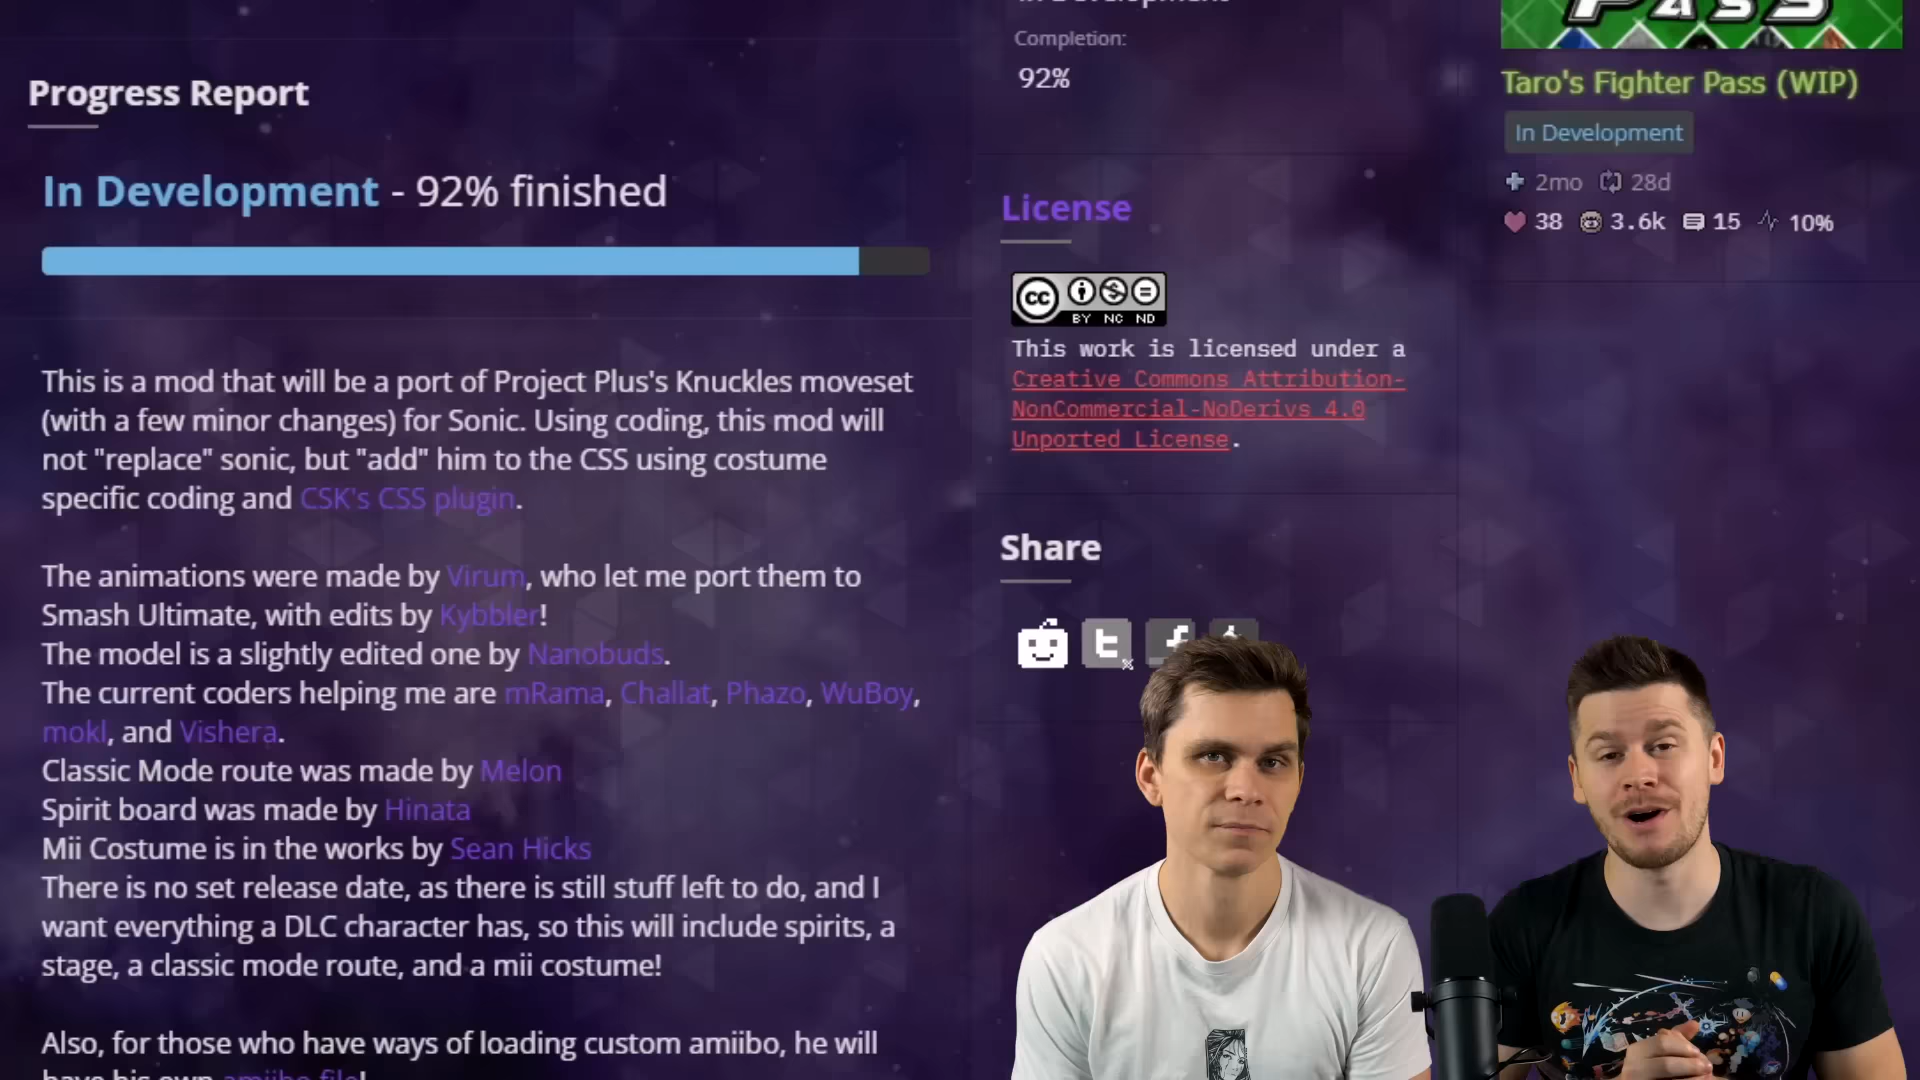 Progress Report
In Development - 92% finished
This is a mod that will be a port of Project Plus's Knuckles moveset
(with a few minor changes) for Sonic. Using coding, this mod will
not "replace" sonic, but "add" him to the CSS using costume
specific coding and CSK's CSS plugin.
The animations were made by Virum, who let me port them to
Smash Ultimate, with edits by Kybbler!
The model is a slightly edited one by Nanobuds.
The current coders helping me are mRama, Challat, Phazo, WuBoy,
mokl, and Vishera.
Classic Mode route was made by Melon
Spirit board was made by Hinata
Mii Costume is in the works by Sean Hicks
There is no set release date, as there is still stuff left to do, and I
want everything a DLC character has, so this will include spirits, a
stage, a classic mode route, and a mii costume!
Also, for those who have ways of loading custom amiibo, he will
have his own amiibo file!
In Development
Completion:
92%
License
cc
BY NC ND
This work is licensed under a
Creative Commons Attribution-
NonCommercial-NoDerivs 4.0
Unported License.
Share
PASS
Taro's Fighter Pass (WIP)
In Development
2mo 28d
38 3.6k 15 10%